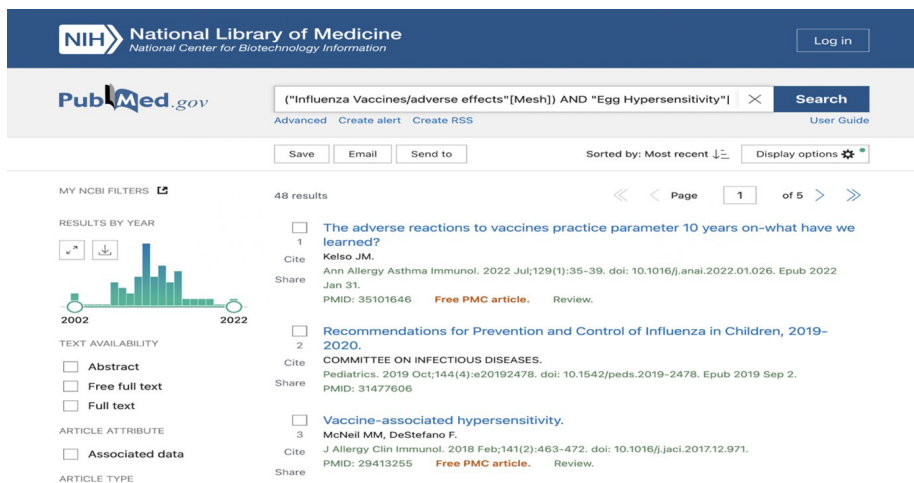 NIH National Library of Medicine
National Center for Biotechnology Information
Log in
PubMed.gov
("Influenza Vaccines/adverse effects"[Mesh]) AND "Egg Hypersensitivity"[
Search
Advanced Create alert Create RSS
User Guide
Save Email Send to
Sorted by: Most recent
Display options
MY NCBI FILTERS
48 results
Page 1 of 5
RESULTS BY YEAR
2002 2022
TEXT AVAILABILITY
Abstract
Free full text
Full text
ARTICLE ATTRIBUTE
Associated data
ARTICLE TYPE
1
Cite
Share
The adverse reactions to vaccines practice parameter 10 years on-what have we
learned?
Kelso JM.
Ann Allergy Asthma Immunol. 2022 Jul;129(1):35-39. doi: 10.1016/j.anai.2022.01.026. Epub 2022
Jan 31.
PMID: 35101646 Free PMC article. Review.
2
Cite
Share
Recommendations for Prevention and Control of Influenza in Children, 2019-
2020.
COMMITTEE ON INFECTIOUS DISEASES.
Pediatrics. 2019 Oct;144(4):e20192478. doi: 10.1542/peds.2019-2478. Epub 2019 Sep 2.
PMID: 31477606
3
Cite
Share
Vaccine-associated hypersensitivity.
McNeil MM, DeStefano F.
J Allergy Clin Immunol. 2018 Feb;141(2):463-472. doi: 10.1016/j.jaci.2017.12.971.
PMID: 29413255 Free PMC article. Review.